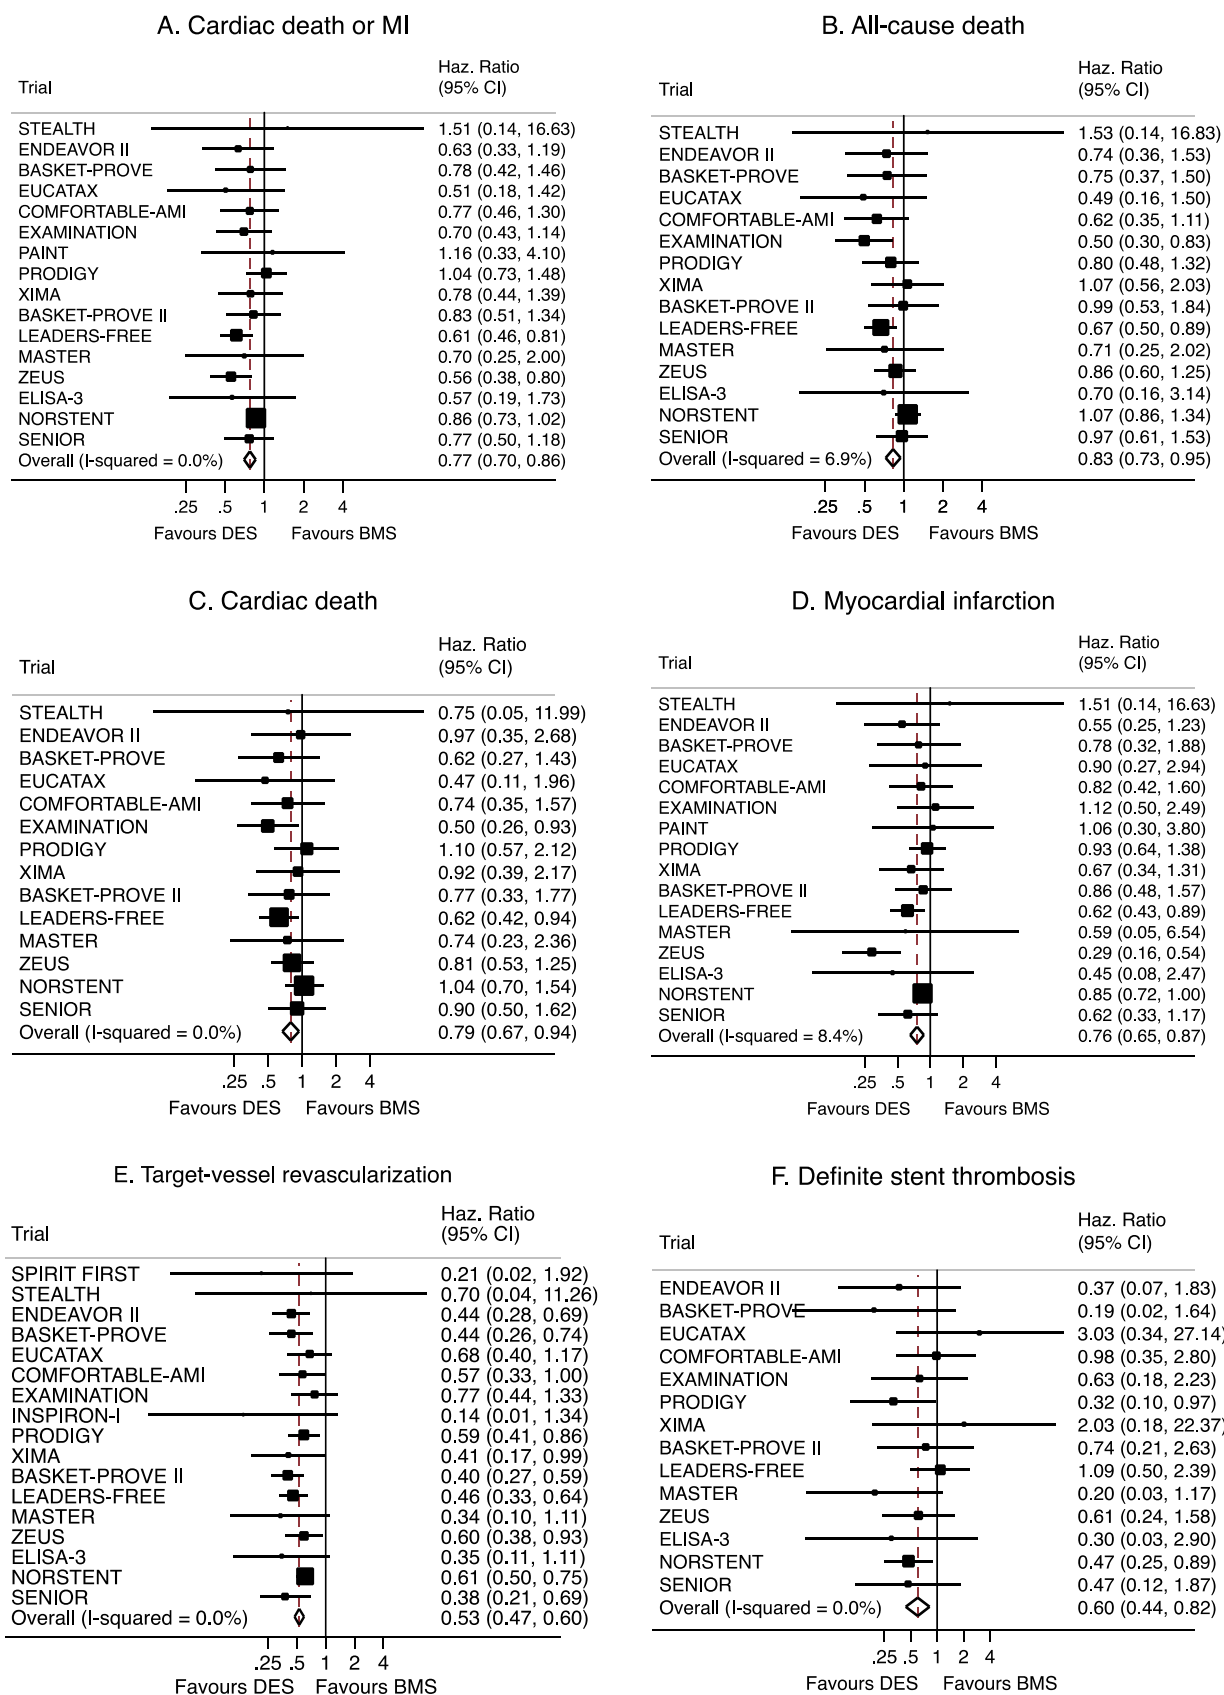 A. Cardiac death or MI
Haz. Ratio
Trial (95% CI)
STEALTH 1.51 (0.14, 16.63)
ENDEAVOR II 0.63 (0.33, 1.19)
BASKET-PROVE 0.78 (0.42, 1.46)
EUCATAX 0.51 (0.18, 1.42)
COMFORTABLE-AMI 0.77 (0.46, 1.30)
EXAMINATION 0.70 (0.43, 1.14)
PAINT 1.16 (0.33, 4.10)
PRODIGY 1.04 (0.73, 1.48)
XIMA 0.78 (0.44, 1.39)
BASKET-PROVE II 0.83 (0.51, 1.34)
LEADERS-FREE 0.61 (0.46, 0.81)
MASTER 0.70 (0.25, 2.00)
ZEUS 0.56 (0.38, 0.80)
ELISA-3 0.57 (0.19, 1.73)
NORSTENT 0.86 (0.73, 1.02)
SENIOR 0.77 (0.50, 1.18)
Overall (I-squared = 0.0%) 0.77 (0.70, 0.86)
.25 .5 1 2 4
Favours DES Favours BMS
B. All-cause death
Haz. Ratio
Trial (95% CI)
STEALTH 1.53 (0.14, 16.83)
ENDEAVOR II 0.74 (0.36, 1.53)
BASKET-PROVE 0.75 (0.37, 1.50)
EUCATAX 0.49 (0.16, 1.50)
COMFORTABLE-AMI 0.62 (0.35, 1.11)
EXAMINATION 0.50 (0.30, 0.83)
PRODIGY 0.80 (0.48, 1.32)
XIMA 1.07 (0.56, 2.03)
BASKET-PROVE II 0.99 (0.53, 1.84)
LEADERS-FREE 0.67 (0.50, 0.89)
MASTER 0.71 (0.25, 2.02)
ZEUS 0.86 (0.60, 1.25)
ELISA-3 0.70 (0.16, 3.14)
NORSTENT 1.07 (0.86, 1.34)
SENIOR 0.97 (0.61, 1.53)
Overall (I-squared = 6.9%) 0.83 (0.73, 0.95)
.25 .5 1 2 4
Favours DES Favours BMS
C. Cardiac death
Haz. Ratio
Trial (95% CI)
STEALTH 0.75 (0.05, 11.99)
ENDEAVOR II 0.97 (0.35, 2.68)
BASKET-PROVE 0.62 (0.27, 1.43)
EUCATAX 0.47 (0.11, 1.96)
COMFORTABLE-AMI 0.74 (0.35, 1.57)
EXAMINATION 0.50 (0.26, 0.93)
PRODIGY 1.10 (0.57, 2.12)
XIMA 0.92 (0.39, 2.17)
BASKET-PROVE II 0.77 (0.33, 1.77)
LEADERS-FREE 0.62 (0.42, 0.94)
MASTER 0.74 (0.23, 2.36)
ZEUS 0.81 (0.53, 1.25)
NORSTENT 1.04 (0.70, 1.54)
SENIOR 0.90 (0.50, 1.62)
Overall (I-squared = 0.0%) 0.79 (0.67, 0.94)
.25 .5 1 2 4
Favours DES Favours BMS
D. Myocardial infarction
Haz. Ratio
Trial (95% CI)
STEALTH 1.51 (0.14, 16.63)
ENDEAVOR II 0.55 (0.25, 1.23)
BASKET-PROVE 0.78 (0.32, 1.88)
EUCATAX 0.90 (0.27, 2.94)
COMFORTABLE-AMI 0.82 (0.42, 1.60)
EXAMINATION 1.12 (0.50, 2.49)
PAINT 1.06 (0.30, 3.80)
PRODIGY 0.93 (0.64, 1.38)
XIMA 0.67 (0.34, 1.31)
BASKET-PROVE II 0.86 (0.48, 1.57)
LEADERS-FREE 0.62 (0.43, 0.89)
MASTER 0.59 (0.05, 6.54)
ZEUS 0.29 (0.16, 0.54)
ELISA-3 0.45 (0.08, 2.47)
NORSTENT 0.85 (0.72, 1.00)
SENIOR 0.62 (0.33, 1.17)
Overall (I-squared = 8.4%) 0.76 (0.65, 0.87)
.25 .5 1 2 4
Favours DES Favours BMS
E. Target-vessel revascularization
Haz. Ratio
Trial (95% CI)
SPIRIT FIRST 0.21 (0.02, 1.92)
STEALTH 0.70 (0.04, 11.26)
ENDEAVOR II 0.44 (0.28, 0.69)
BASKET-PROVE 0.44 (0.26, 0.74)
EUCATAX 0.68 (0.40, 1.17)
COMFORTABLE-AMI 0.57 (0.33, 1.00)
EXAMINATION 0.77 (0.44, 1.33)
INSPIRON-I 0.14 (0.01, 1.34)
PRODIGY 0.59 (0.41, 0.86)
XIMA 0.41 (0.17, 0.99)
BASKET-PROVE II 0.40 (0.27, 0.59)
LEADERS-FREE 0.46 (0.33, 0.64)
MASTER 0.34 (0.10, 1.11)
ZEUS 0.60 (0.38, 0.93)
ELISA-3 0.35 (0.11, 1.11)
NORSTENT 0.61 (0.50, 0.75)
SENIOR 0.38 (0.21, 0.69)
Overall (I-squared = 0.0%) 0.53 (0.47, 0.60)
.25 .5 1 2 4
Favours DES Favours BMS
F. Definite stent thrombosis
Haz. Ratio
Trial (95% CI)
ENDEAVOR II 0.37 (0.07, 1.83)
BASKET-PROVE 0.19 (0.02, 1.64)
EUCATAX 3.03 (0.34, 27.14)
COMFORTABLE-AMI 0.98 (0.35, 2.80)
EXAMINATION 0.63 (0.18, 2.23)
PRODIGY 0.32 (0.10, 0.97)
XIMA 2.03 (0.18, 22.37)
BASKET-PROVE II 0.74 (0.21, 2.63)
LEADERS-FREE 1.09 (0.50, 2.39)
MASTER 0.20 (0.03, 1.17)
ZEUS 0.61 (0.24, 1.58)
ELISA-3 0.30 (0.03, 2.90)
NORSTENT 0.47 (0.25, 0.89)
SENIOR 0.47 (0.12, 1.87)
Overall (I-squared = 0.0%) 0.60 (0.44, 0.82)
.25 .5 1 2 4
Favours DES Favours BMS